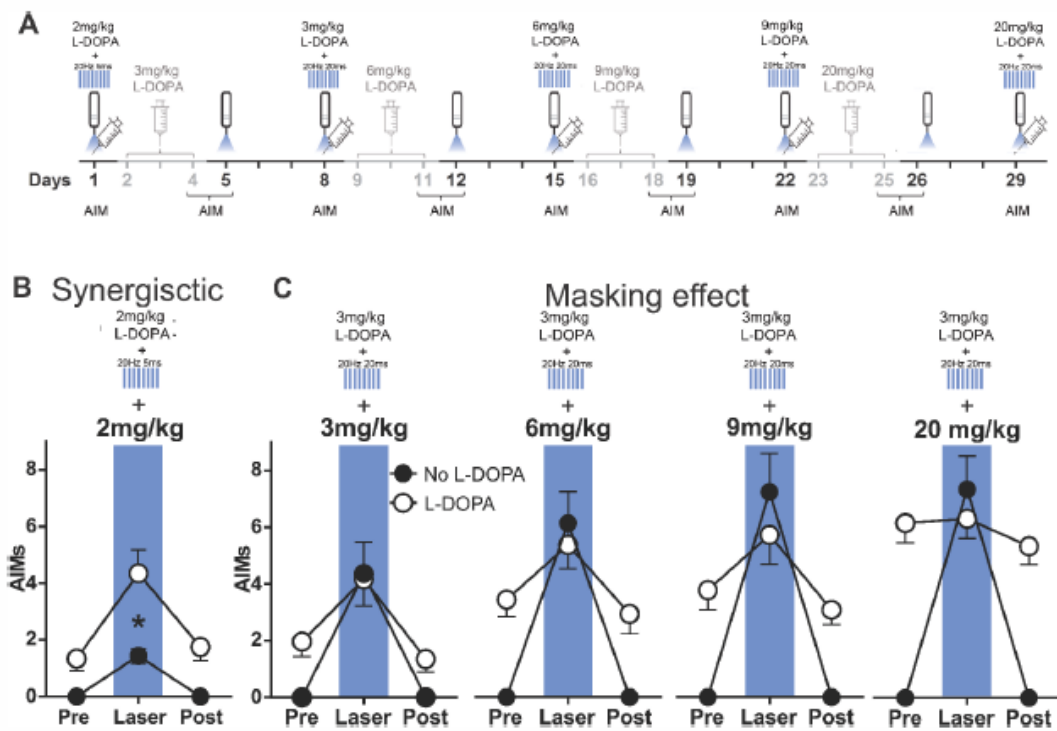 A
2mg/kg
L-DOPA
+
20Hz 5ms
3mg/kg
L-DOPA
3mg/kg
L-DOPA
+
20Hz 20ms
6mg/kg
L-DOPA
6mg/kg
L-DOPA
+
20Hz 20ms
9mg/kg
L-DOPA
9mg/kg
L-DOPA
+
20Hz 20ms
20mg/kg
L-DOPA
20mg/kg
L-DOPA
+
20Hz 20ms
Days 1 2 4 5 8 9 11 12 15 16 18 19 22 23 25 26 29
AIM AIM AIM AIM AIM AIM AIM AIM AIM
B Synergisctic
2mg/kg
L-DOPA-
+
20Hz 5ms
+
2mg/kg
AIMs
8
6
4
2
0
*
Pre Laser Post
C Masking effect
3mg/kg
L-DOPA
+
20Hz 20ms
+
3mg/kg
No L-DOPA
L-DOPA
AIMs
8
6
4
2
0
Pre Laser Post
3mg/kg
L-DOPA
+
20Hz 20ms
+
6mg/kg
Pre Laser Post
3mg/kg
L-DOPA
+
20Hz 20ms
+
9mg/kg
Pre Laser Post
3mg/kg
L-DOPA
+
20Hz 20ms
+
20 mg/kg
Pre Laser Post